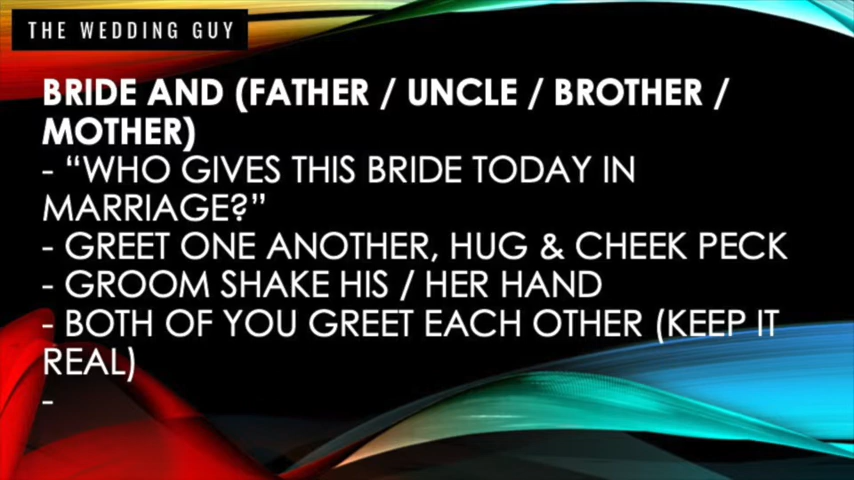 THE WEDDING GUY
BRIDE AND (FATHER / UNCLE / BROTHER /
MOTHER)
- “WHO GIVES THIS BRIDE TODAY IN
MARRIAGE?”
- GREET ONE ANOTHER, HUG & CHEEK PECK
- GROOM SHAKE HIS / HER HAND
- BOTH OF YOU GREET EACH OTHER (KEEP IT
REAL)
-